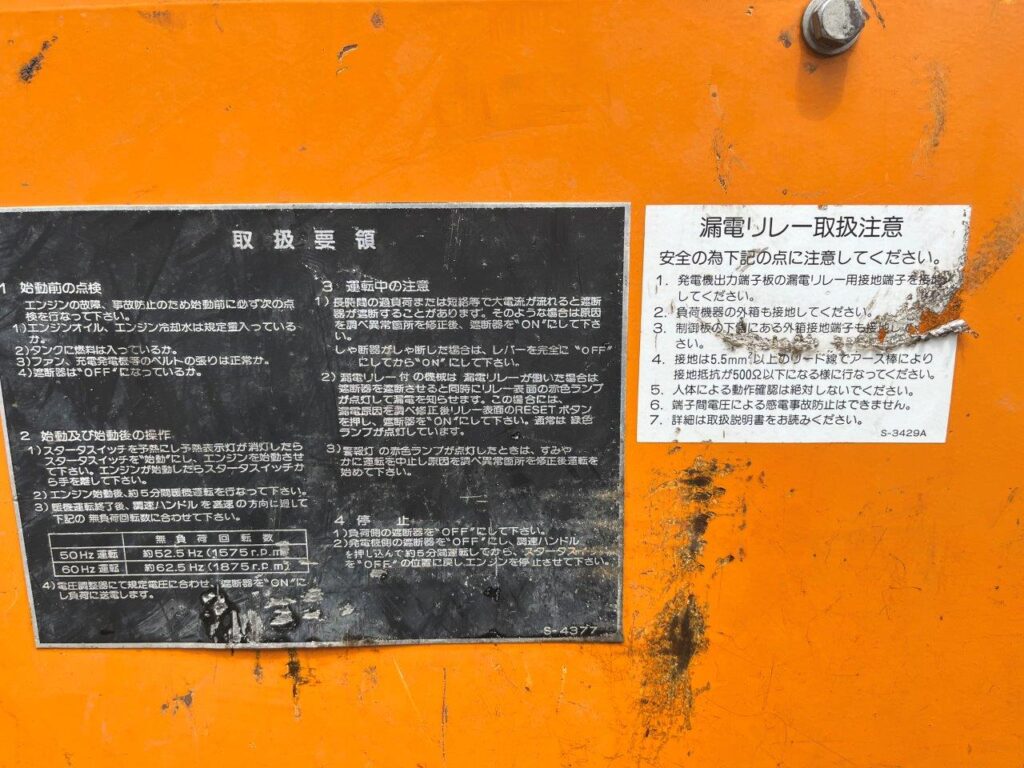 取扱要領
1 始動前の点検
エンジンの故障、事故防止のため始動前に必ず次の点
検を行なって下さい。
1)エンジンオイル、エンジン冷却水は規定量入っている
か。
2)タンクに燃料は入っているか。
3)ファン、充電発電機等のベルトの張りは正常か。
4)遮断器は"OFF"になっているか。
2 始動及び始動後の操作
1)スタータスイッチを予熱にし予熱表示灯が消灯したら
スタータスイッチを"始動"にし、エンジンを始動させ
て下さい。エンジンが始動したらスタータスイッチか
ら手を離して下さい。
2)エンジン始動後、約5分間暖機運転を行なって下さい。
3)暖機運転終了後、調速ハンドルを高速の方向に回して
下記の無負荷回転数に合わせて下さい。
無負荷回転数
50Hz運転 約52.5Hz(1575r.p.m)
60Hz運転 約62.5Hz(1875r.p.m)
4)電圧調整器にて規定電圧に合わせ、遮断器を"ON"に
し負荷に送電します。
3 運転中の注意
1)長時間の過負荷または短絡等で大電流が流れると遮断
器が遮断することがあります。そのような場合は原因
を調べ異常箇所を修正後、遮断器を"ON"にして下さ
い。
しゃ断器がしゃ断した場合は、レバーを完全に"OFF"
にしてから"ON"にして下さい。
2)漏電リレー付の機械は 漏電リレーが働いた場合は
遮断器を遮断させると同時にリレー表面の赤色ランプ
が点灯して漏電を知らせます。この場合には、
漏電原因を調べ修正後リレー表面のRESETボタン
を押し、遮断器を"ON"にして下さい。通常は緑色
ランプが点灯しています。
3)警報灯の赤色ランプが点灯したときは、すみや
かに運転を中止し原因を調べ異常箇所を修正後運転を
始めて下さい。
4 停止
1)負荷側の遮断器を"OFF"にして下さい。
2)発電機側の遮断器を"OFF"にし、調速ハンドル
を押し込んで約5分間運転してから、スタータスイ
を"OFF"の位置に戻しエンジンを停止させて下さい。
S-4377
漏電リレー取扱注意
安全の為下記の点に注意してください。
1. 発電機出力端子板の漏電リレー用接地端子を接地
してください。
2. 負荷機器の外箱も接地してください。
3. 制御板の下側にある外箱接地端子も接地してくだ
さい。
4. 接地は5.5mm²以上のリード線でアース棒により
接地抵抗が500Ω以下になる様に行なってください。
5. 人体による動作確認は絶対しないでください。
6. 端子間電圧による感電事故防止はできません。
7. 詳細は取扱説明書をお読みください。
S-3429A